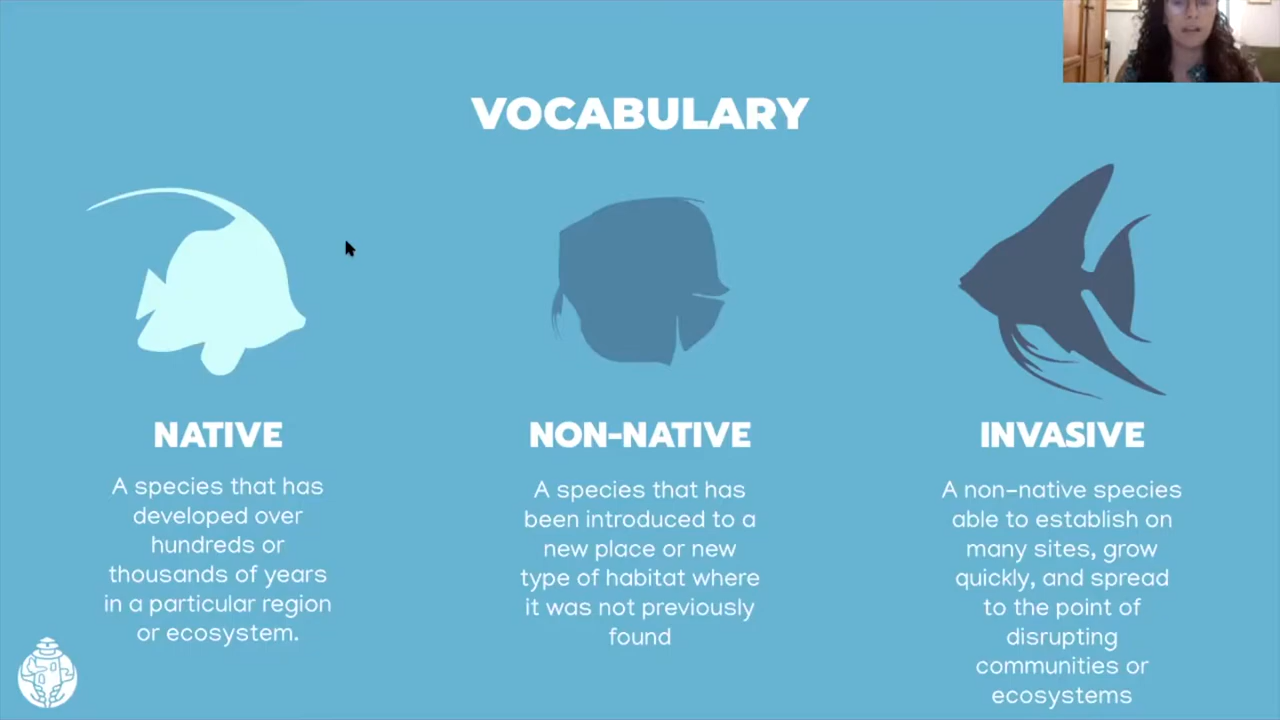 VOCABULARY
NATIVE
A species that has
developed over
hundreds or
thousands of years
in a particular region
or ecosystem.
NON-NATIVE
A species that has
been introduced to a
new place or new
type of habitat where
it was not previously
found
INVASIVE
A non-native species
able to establish on
many sites, grow
quickly, and spread
to the point of
disrupting
communities or
ecosystems